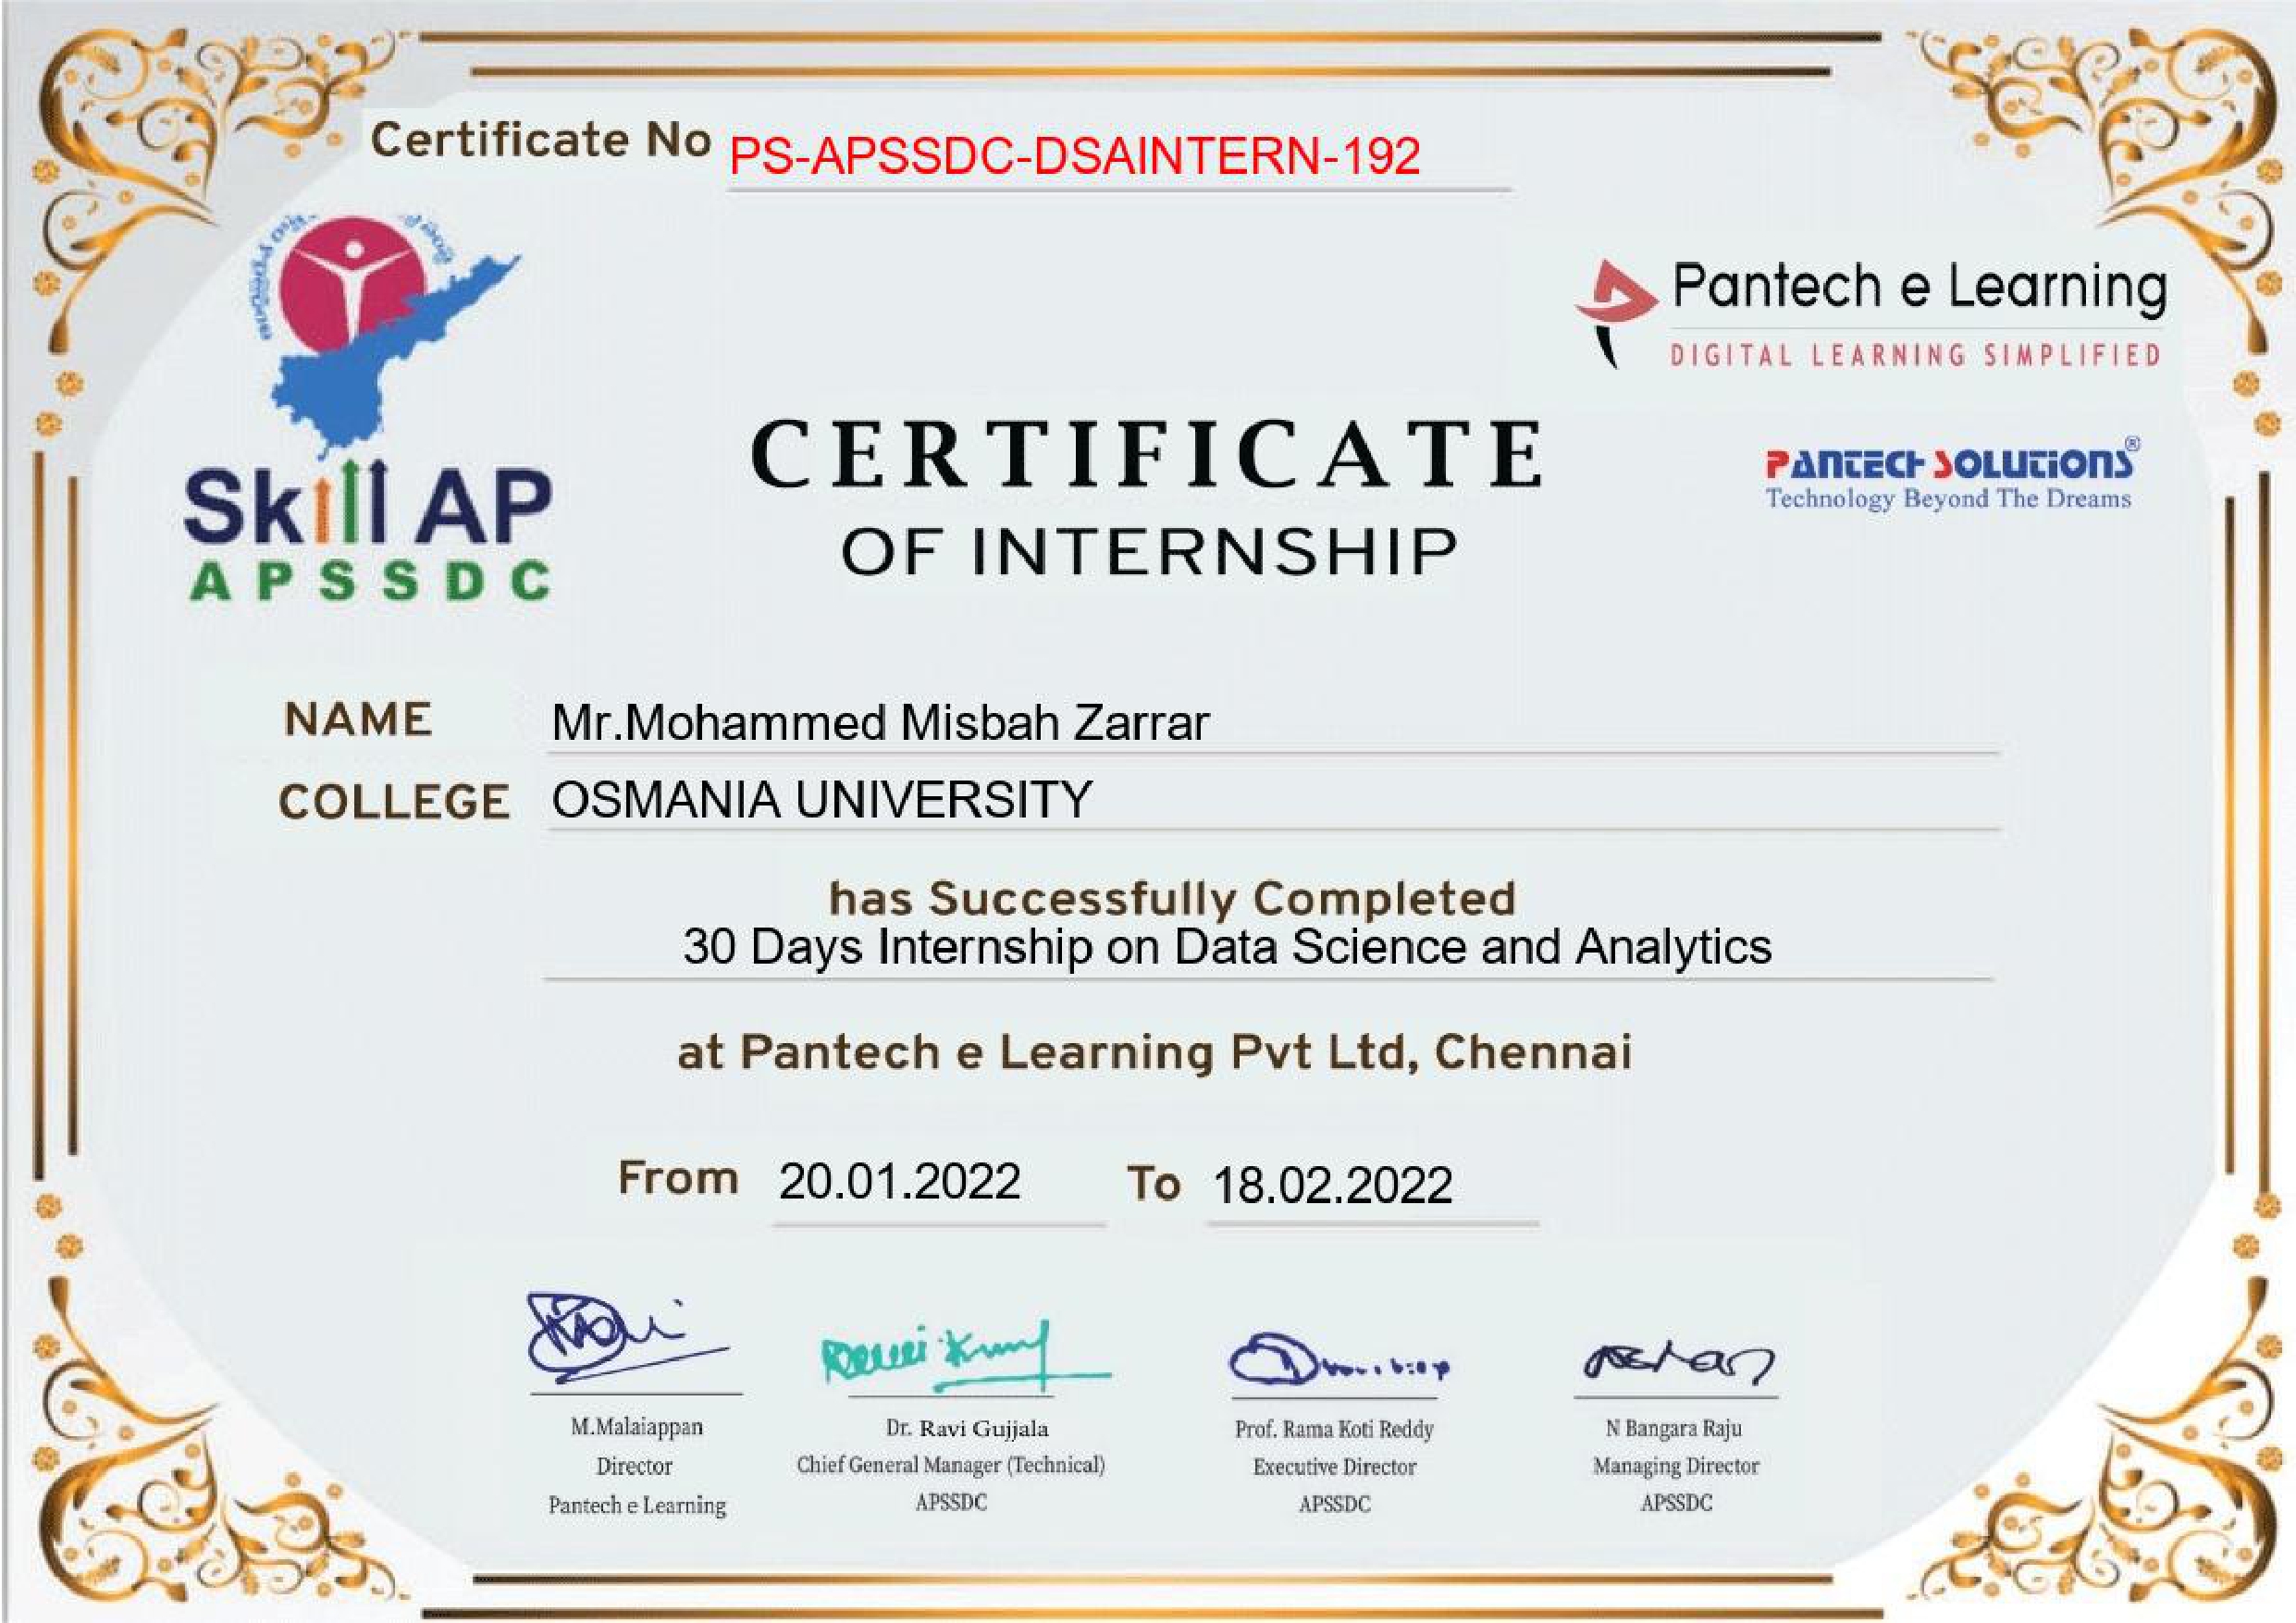 Certificate No PS-APSSDC-DSAINTERN-192
Pantech e Learning
DIGITAL LEARNING SIMPLIFIED
PANTECH SOLUTIONS®
Technology Beyond The Dreams
Skill AP
APSSDC
CERTIFICATE
OF INTERNSHIP
NAME Mr.Mohammed Misbah Zarrar
COLLEGE OSMANIA UNIVERSITY
has Successfully Completed
30 Days Internship on Data Science and Analytics
at Pantech e Learning Pvt Ltd, Chennai
From 20.01.2022 To 18.02.2022
M.Malaiappan
Director
Pantech e Learning
Dr. Ravi Gujjala
Chief General Manager (Technical)
APSSDC
Prof. Rama Koti Reddy
Executive Director
APSSDC
N Bangara Raju
Managing Director
APSSDC